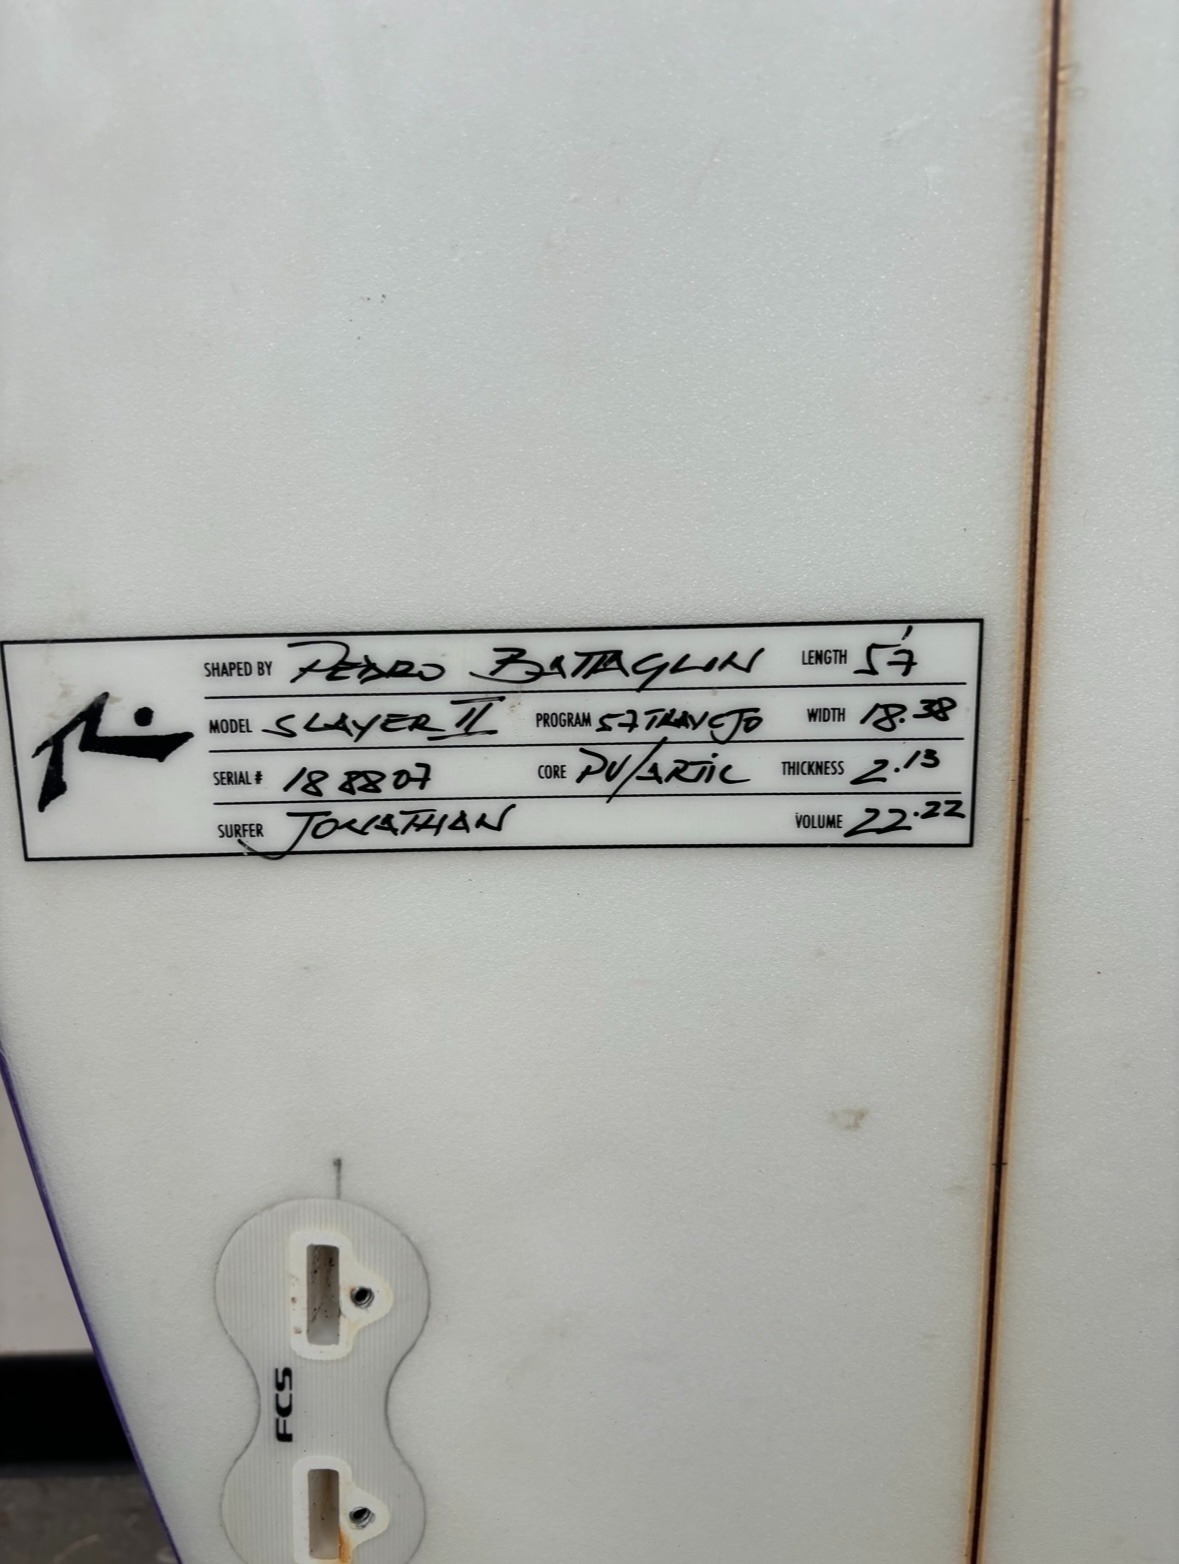 SHAPED BY PEDRO BATTAGLIN LENGTH 5'7
MODEL SLAYER II PROGRAM WIDTH 18.38
SERIAL # 188807 CORE PU/ARTIC THICKNESS 2.13
SURFER JONATHAN VOLUME 22.22
FCS